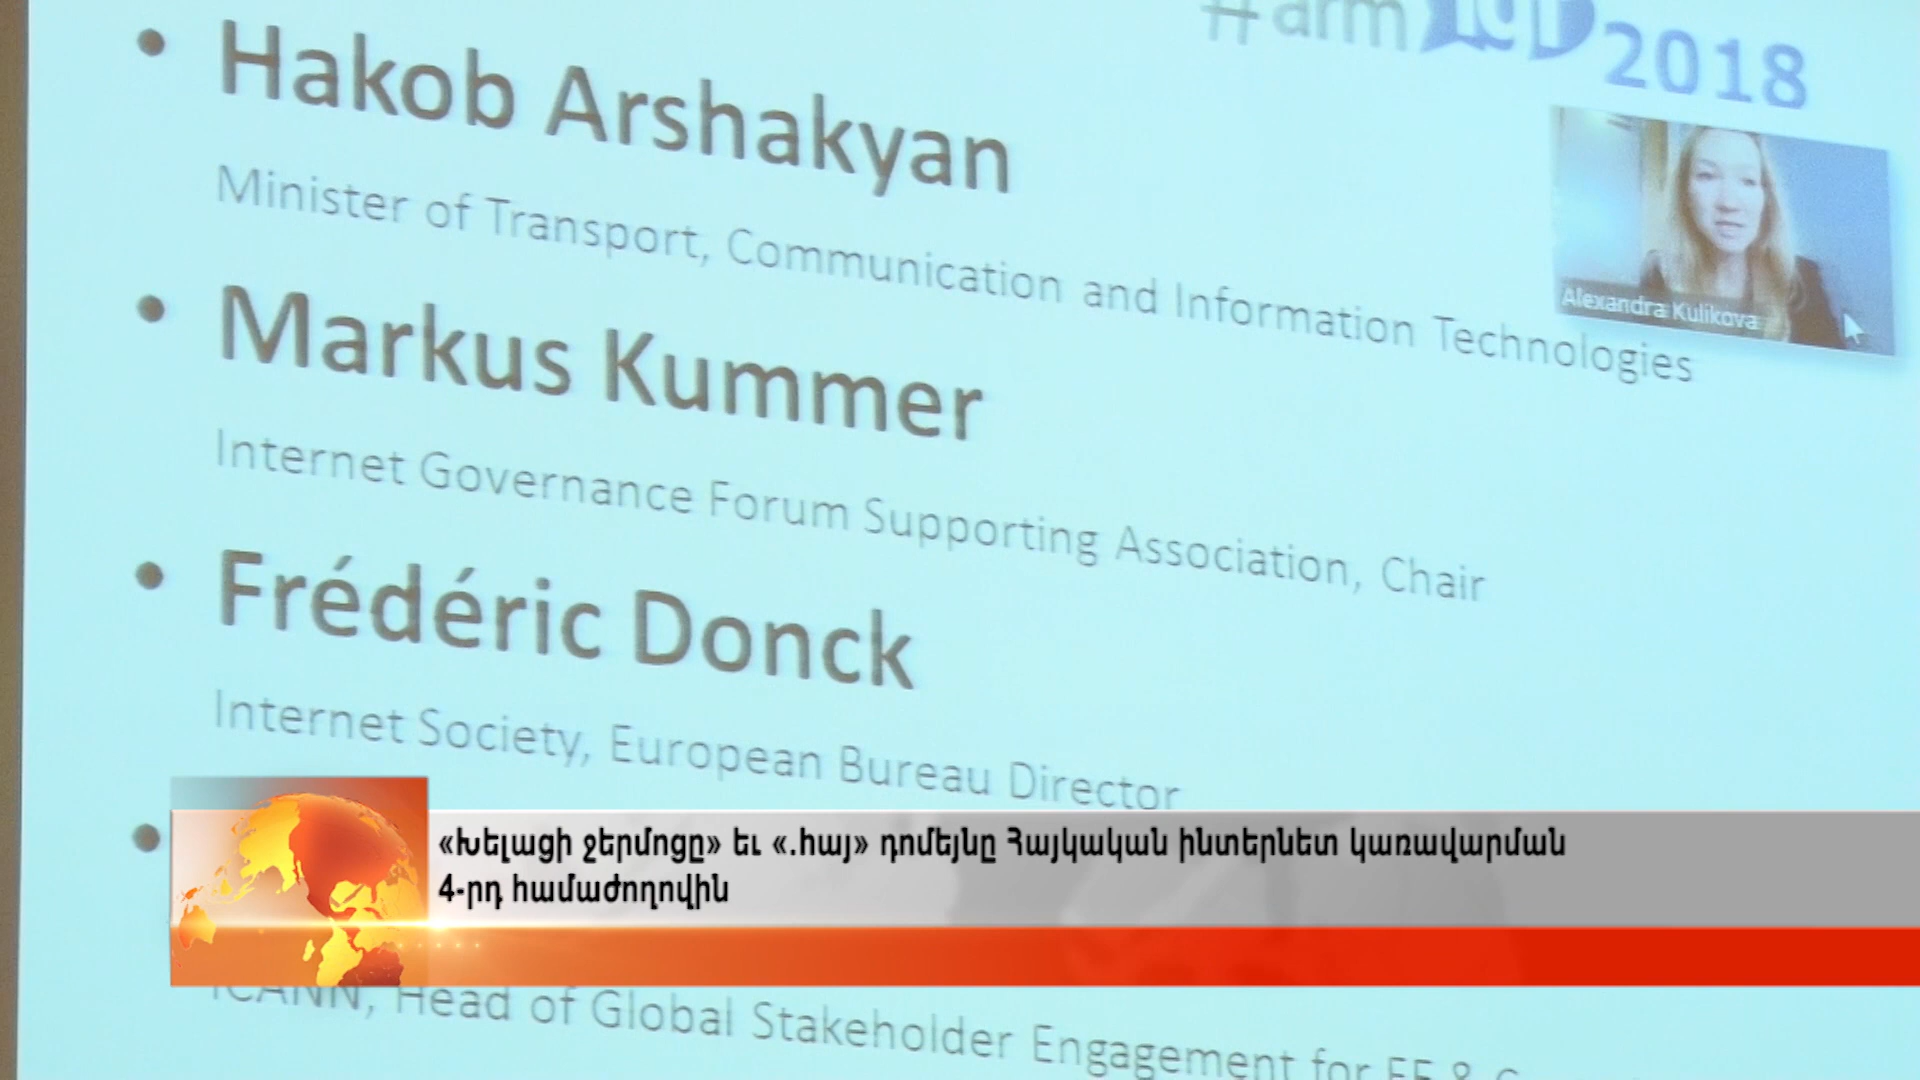 #arm IGF 2018
• Hakob Arshakyan
Minister of Transport, Communication and Information Technologies
Alexandra Kulikova
• Markus Kummer
Internet Governance Forum Supporting Association, Chair
• Frédéric Donck
Internet Society, European Bureau Director
•
«Խելացի ջերմոցը» եւ «.հայ» դոմեյնը Հայկական ինտերնետ կառավարման
4-րդ համաժողովին
ICANN, Head of Global Stakeholder Engagement for